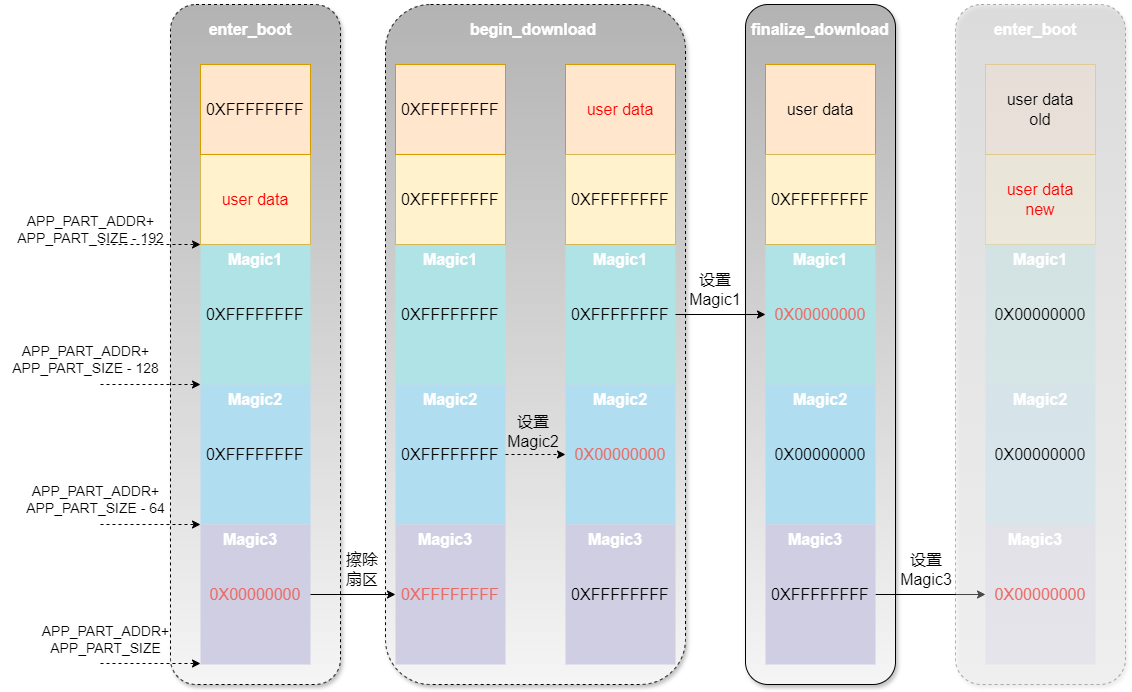 enter_boot
begin_download
finalize_download
enter_boot
0XFFFFFFFF
0XFFFFFFFF
user data
user data
user data
old
user data
0XFFFFFFFF
0XFFFFFFFF
0XFFFFFFFF
user data
new
APP_PART_ADDR+
APP_PART_SIZE - 192
Magic1
Magic1
Magic1
Magic1
Magic1
设置
Magic1
0XFFFFFFFF
0XFFFFFFFF
0XFFFFFFFF
0X00000000
0X00000000
APP_PART_ADDR+
APP_PART_SIZE - 128
Magic2
Magic2
Magic2
Magic2
Magic2
设置
Magic2
0XFFFFFFFF
0XFFFFFFFF
0X00000000
0X00000000
0X00000000
APP_PART_ADDR+
APP_PART_SIZE - 64
Magic3
Magic3
Magic3
Magic3
Magic3
擦除
扇区
设置
Magic3
0X00000000
0XFFFFFFFF
0XFFFFFFFF
0XFFFFFFFF
0X00000000
APP_PART_ADDR+
APP_PART_SIZE